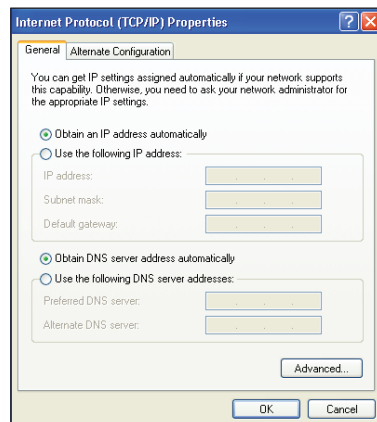 Internet Protocol (TCP/IP) Properties
General
Alternate Configuration
You can get IP settings assigned automatically if your network supports
this capability. Otherwise, you need to ask your network administrator for
the appropriate IP settings.
Obtain an IP address automatically
Use the following IP address:
IP address:
Subnet mask:
Default gateway:
Obtain DNS server address automatically
Use the following DNS server addresses:
Preferred DNS server:
Alternate DNS server:
Advanced...
OK
Cancel